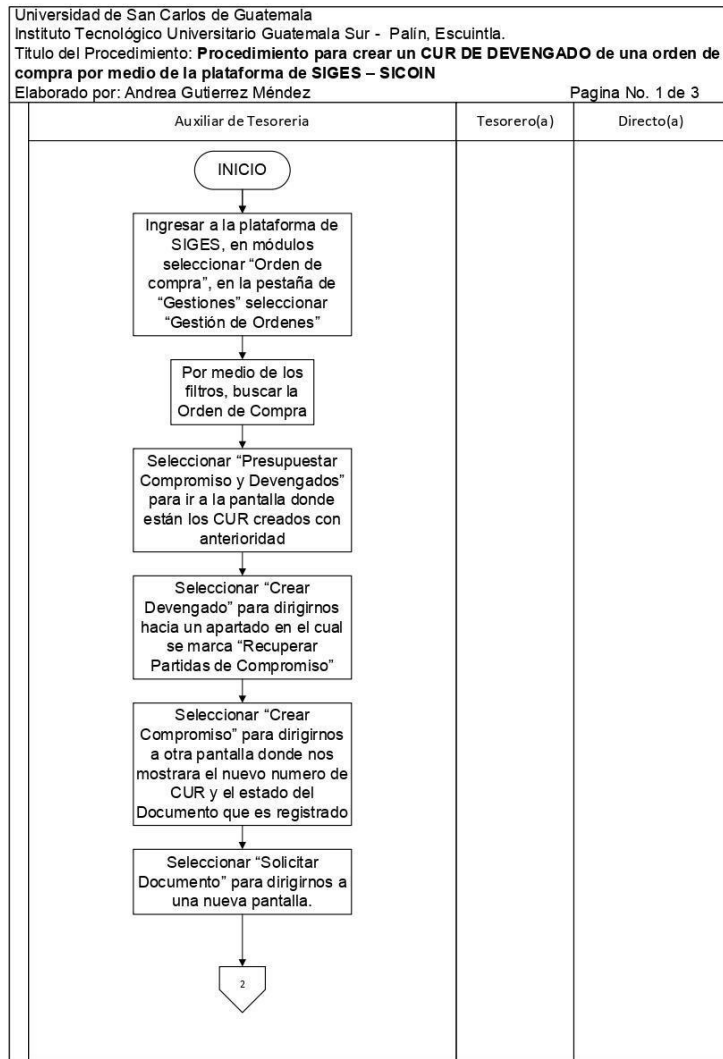 Universidad de San Carlos de Guatemala
Instituto Tecnológico Universitario Guatemala Sur - Palín, Escuintla.
Titulo del Procedimiento: Procedimiento para crear un CUR DE DEVENGADO de una orden de
compra por medio de la plataforma de SIGES – SICOIN
Elaborado por: Andrea Gutierrez Méndez Pagina No. 1 de 3
Auxiliar de Tesoreria Tesorero(a) Directo(a)
INICIO
Ingresar a la plataforma de
SIGES, en módulos
seleccionar “Orden de
compra”, en la pestaña de
“Gestiones” seleccionar
“Gestión de Ordenes”
Por medio de los
filtros, buscar la
Orden de Compra
Seleccionar “Presupuestar
Compromiso y Devengados”
para ir a la pantalla donde
están los CUR creados con
anterioridad
Seleccionar “Crear
Devengado” para dirigirnos
hacia un apartado en el cual
se marca “Recuperar
Partidas de Compromiso”
Seleccionar “Crear
Compromiso” para dirigirnos
a otra pantalla donde nos
mostrara el nuevo numero de
CUR y el estado del
Documento que es registrado
Seleccionar “Solicitar
Documento” para dirigirnos a
una nueva pantalla.
2